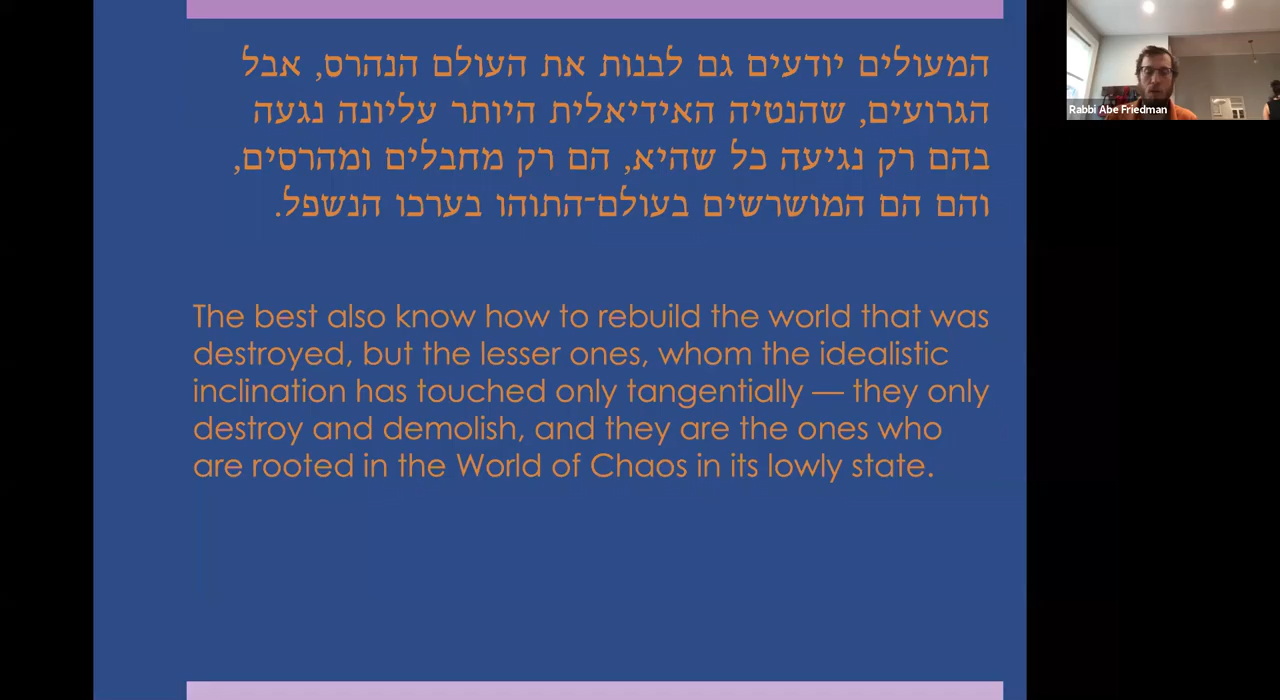 המעולים יודעים גם לבנות את העולם הנהרס, אבל
הגרועים, שהנטיה האידיאלית היותר עליונה נגעה
בהם רק נגיעה כל שהיא, הם רק מחבלים ומהרסים,
והם הם המושרשים בעולם־התוהו בערכו הנשפל.
The best also know how to rebuild the world that was
destroyed, but the lesser ones, whom the idealistic
inclination has touched only tangentially — they only
destroy and demolish, and they are the ones who
are rooted in the World of Chaos in its lowly state.
Rabbi Abe Friedman